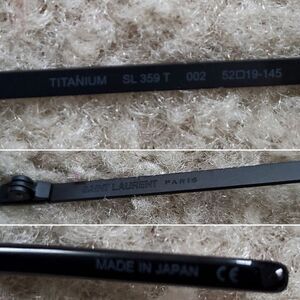 TITANIUM SL 359 T 002 52□19-145
SAINT LAURENT PARIS
MADE IN JAPAN CE